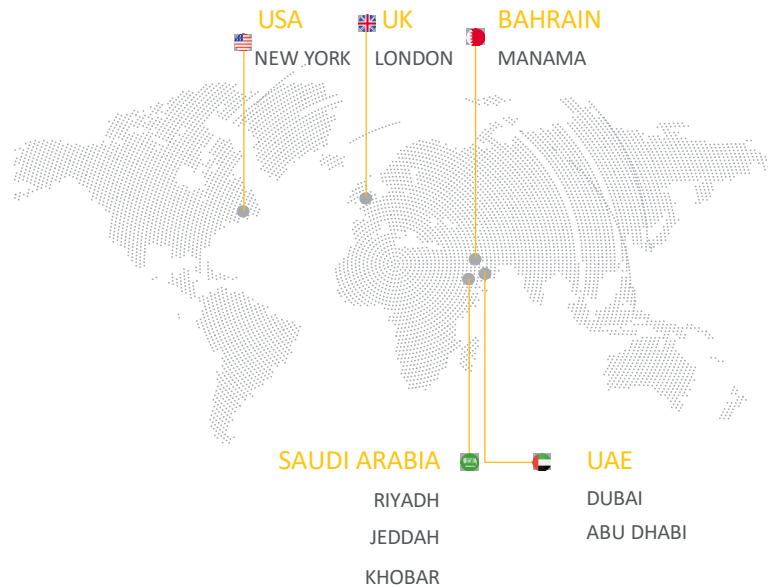 USA
NEW YORK
UK
LONDON
BAHRAIN
MANAMA
SAUDI ARABIA
RIYADH
JEDDAH
KHOBAR
UAE
DUBAI
ABU DHABI